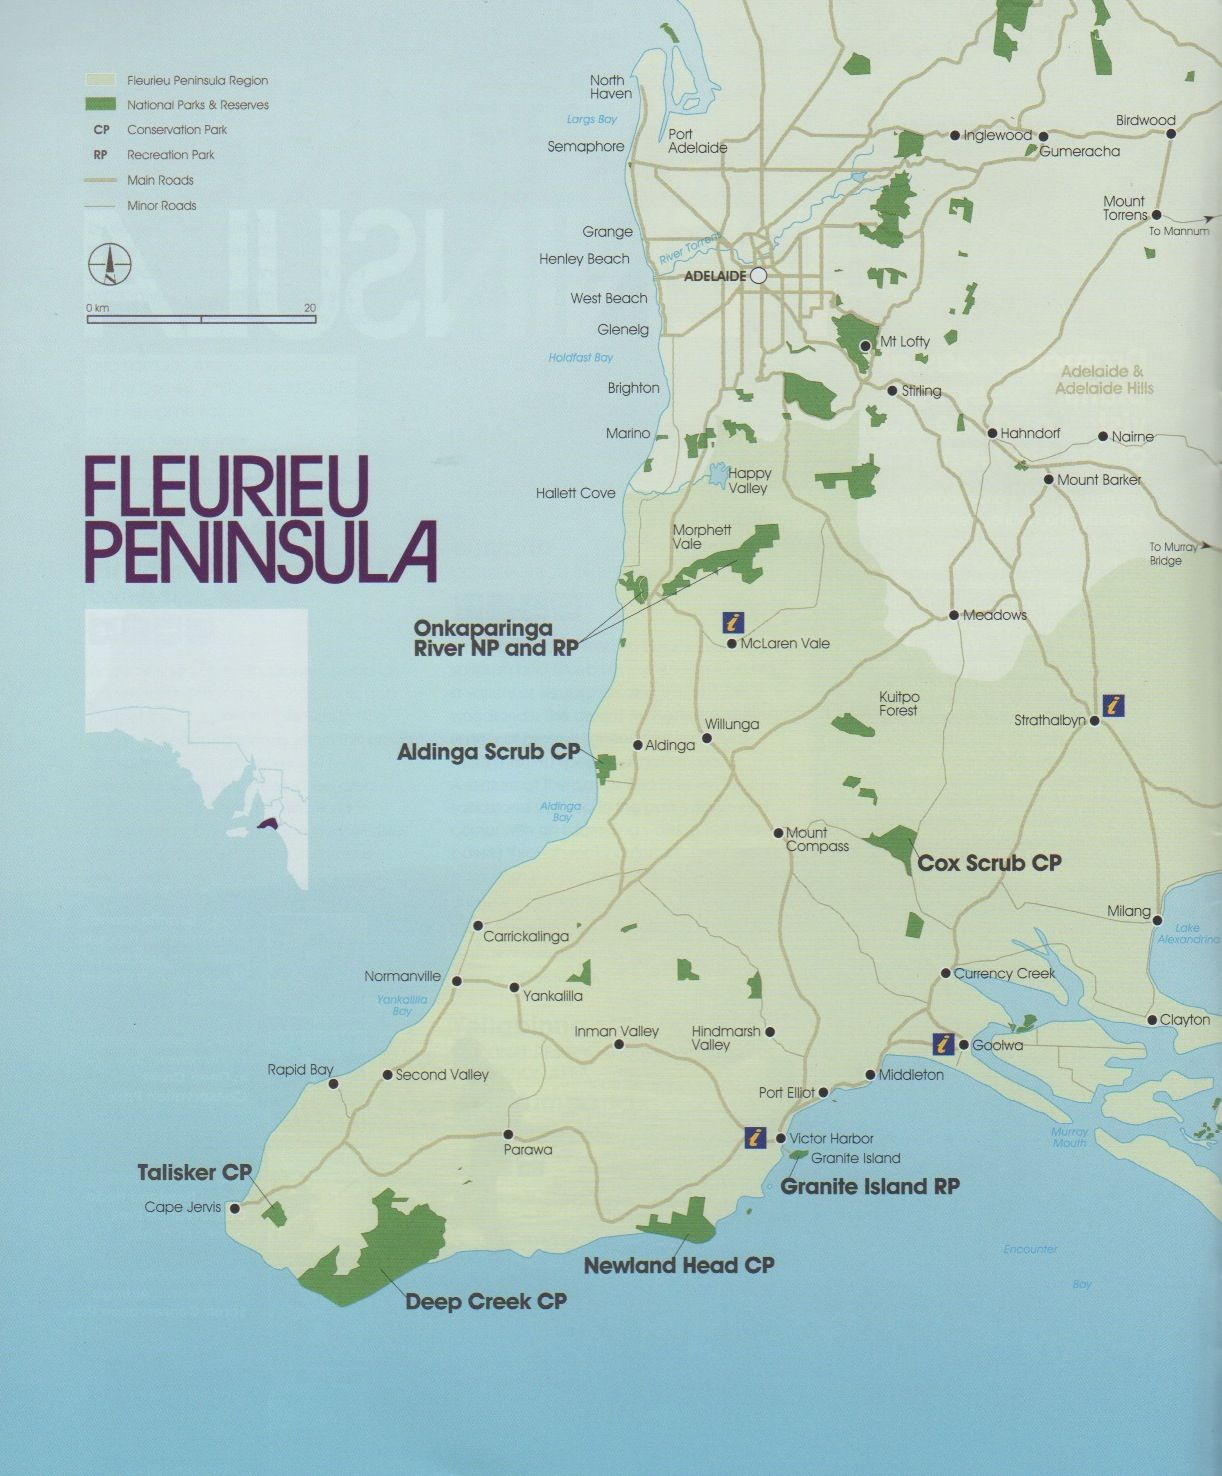 Fleurieu Peninsula Region
National Parks & Reserves
CP Conservation Park
RP Recreation Park
Main Roads
Minor Roads
N
0 km 20
FLEURIEU
PENINSULA
North
Haven
Largs Bay
Semaphore
Port
Adelaide
Inglewood
Gumeracha
Birdwood
Mount
Torrens
To Mannum
Grange
River Torrens
Henley Beach
ADELAIDE
West Beach
Glenelg
Mt Lofty
Holdfast Bay
Adelaide &
Adelaide Hills
Brighton
Stirling
Marino
Hahndorf
Nairne
Happy
Valley
Mount Barker
Hallett Cove
Morphett
Vale
To Murray
Bridge
Onkaparinga
River NP and RP
i
McLaren Vale
Meadows
Kuitpo
Forest
i
Strathalbyn
Willunga
Aldinga Scrub CP
Aldinga
Aldinga
Bay
Mount
Compass
Cox Scrub CP
Milang
Lake
Alexandrina
Carrickalinga
Normanville
Yankalilla
Yankalilla
Bay
Currency Creek
Clayton
Inman Valley
Hindmarsh
Valley
i
Goolwa
Rapid Bay
Second Valley
Middleton
Port Elliot
Murray
Mouth
i
Victor Harbor
Parawa
Granite Island
Talisker CP
Granite Island RP
Cape Jervis
Newland Head CP
Encounter
Bay
Deep Creek CP